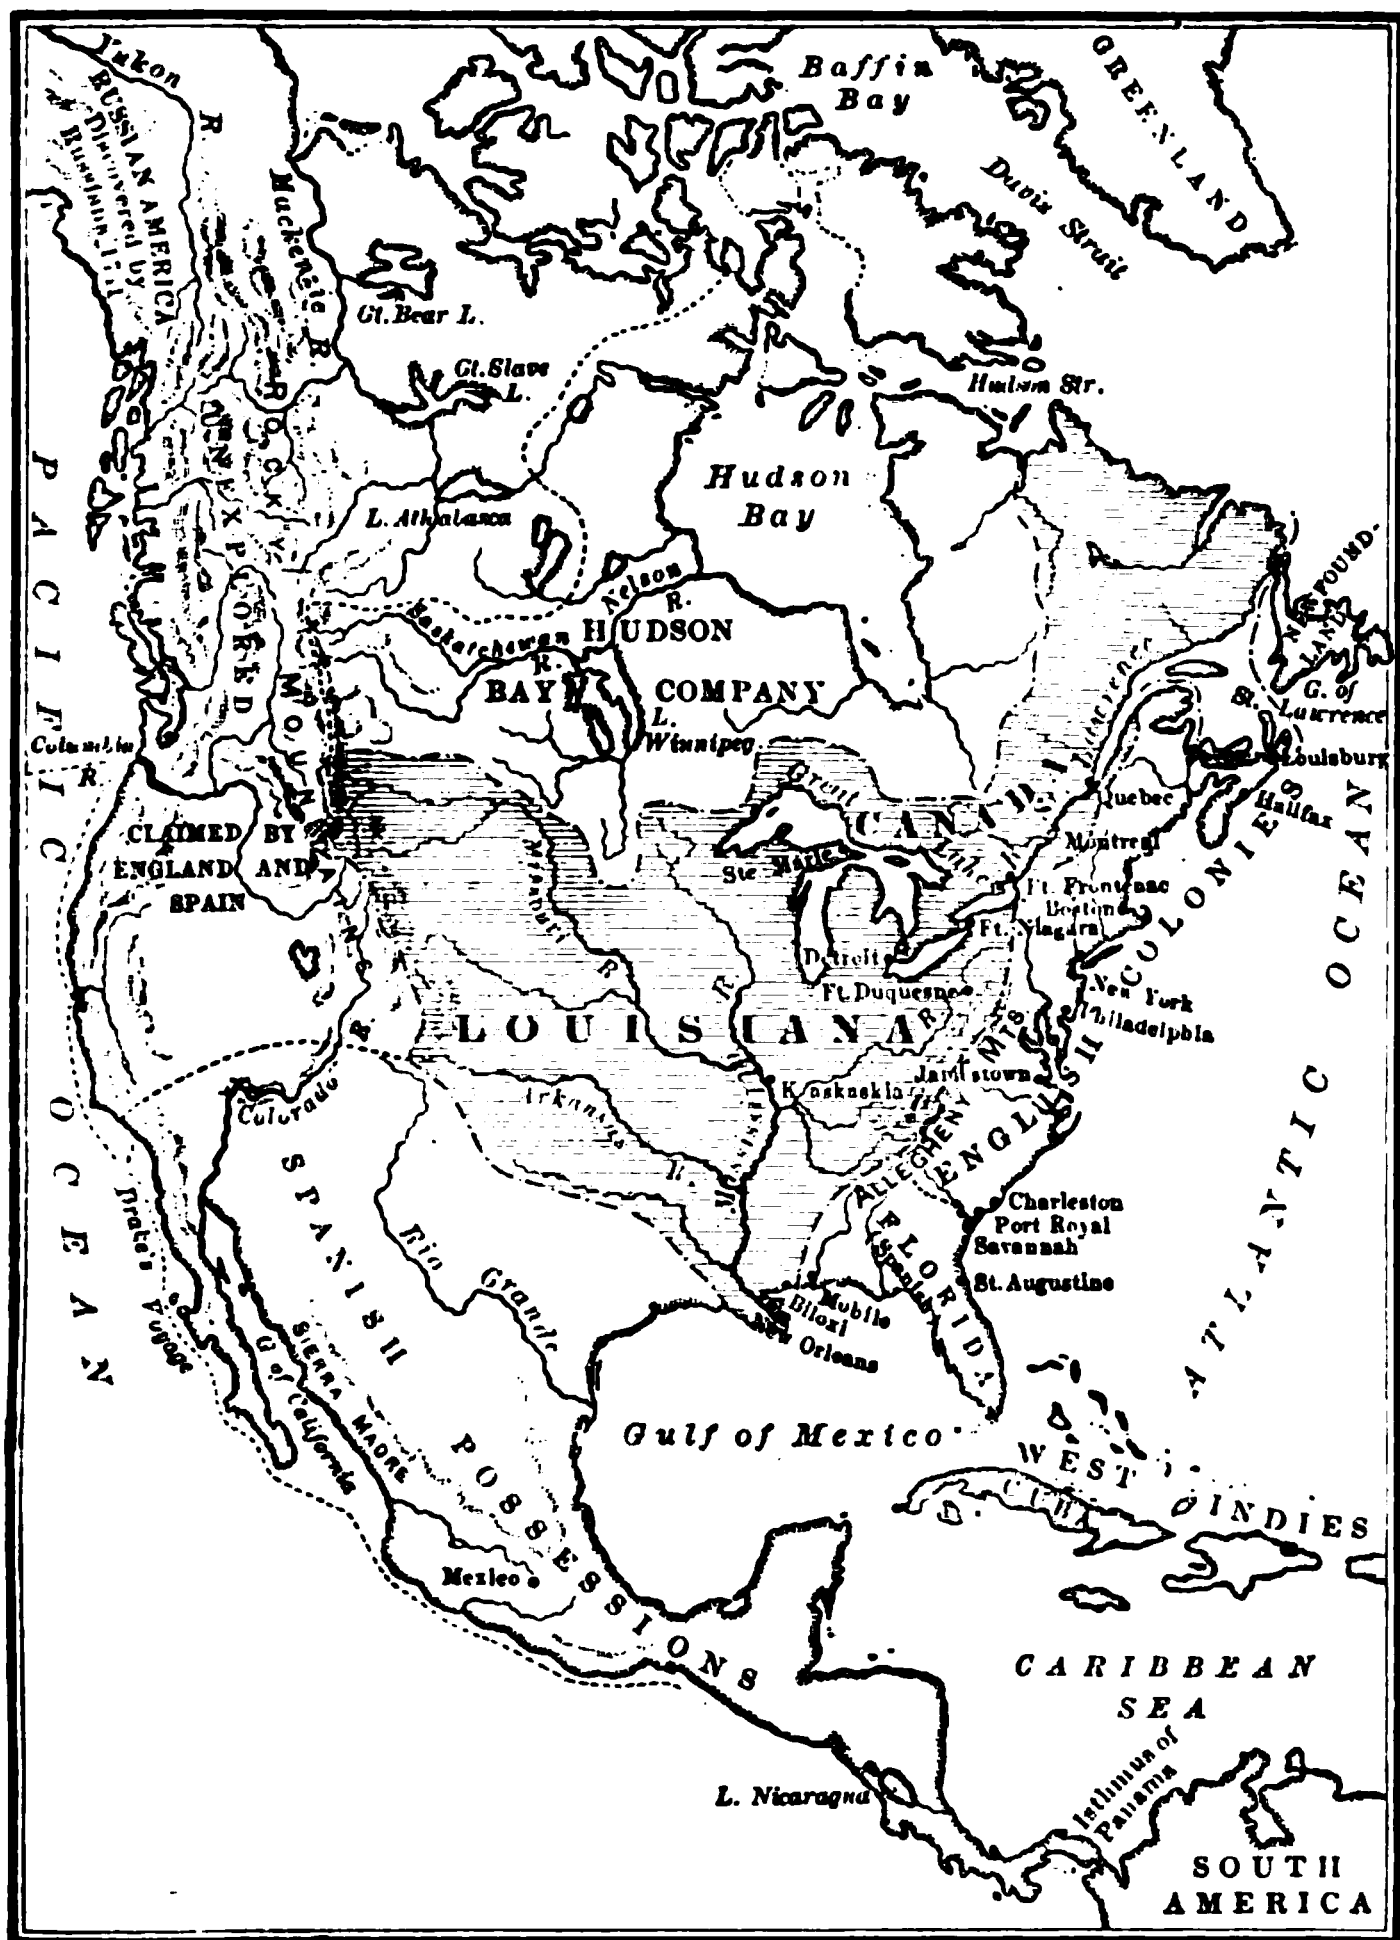 Yukon
R
RUSSIAN AMERICA
Discovered by
Russians
Mackenzie
R
Baffin
Bay
GREENLAND
Davis Strait
Gt. Bear L.
Gt. Slave
L.
Hudson Str.
ROCKY
MOUNTAINS
UNEXPLORED
L. Athabasca
Hudson
Bay
Nelson
R.
Saskatchewan
R.
HUDSON
BAY COMPANY
L.
Winnipeg
NEWFOUND-
LAND
G. of
St. Lawrence
Louisburg
Halifax
Quebec
Montreal
Columbia
R
CLAIMED BY
ENGLAND AND
SPAIN
Great
Lakes
CANADA
Ste Marie
Ft. Frontenac
Boston
Ft. Niagara
Detroit
Ft. Duquesne
New York
Philadelphia
Missouri
R
R.
LOUISIANA
R
Jamestown
Kaskaskia
ENGLISH COLONIES
ALLEGHENY MTS
Colorado
R.
Arkansas
R.
Mississippi
Charleston
Port Royal
Savannah
St. Augustine
FLORIDA
(Spanish)
Mobile
Biloxi
New Orleans
Rio Grande
SPANISH POSSESSIONS
Drake's Voyage
G of California
SIERRA MADRE
Gulf of Mexico
WEST INDIES
CUBA
Mexico
CARIBBEAN
SEA
L. Nicaragua
Isthmus of
Panama
SOUTH
AMERICA
PACIFIC OCEAN
ATLANTIC OCEAN